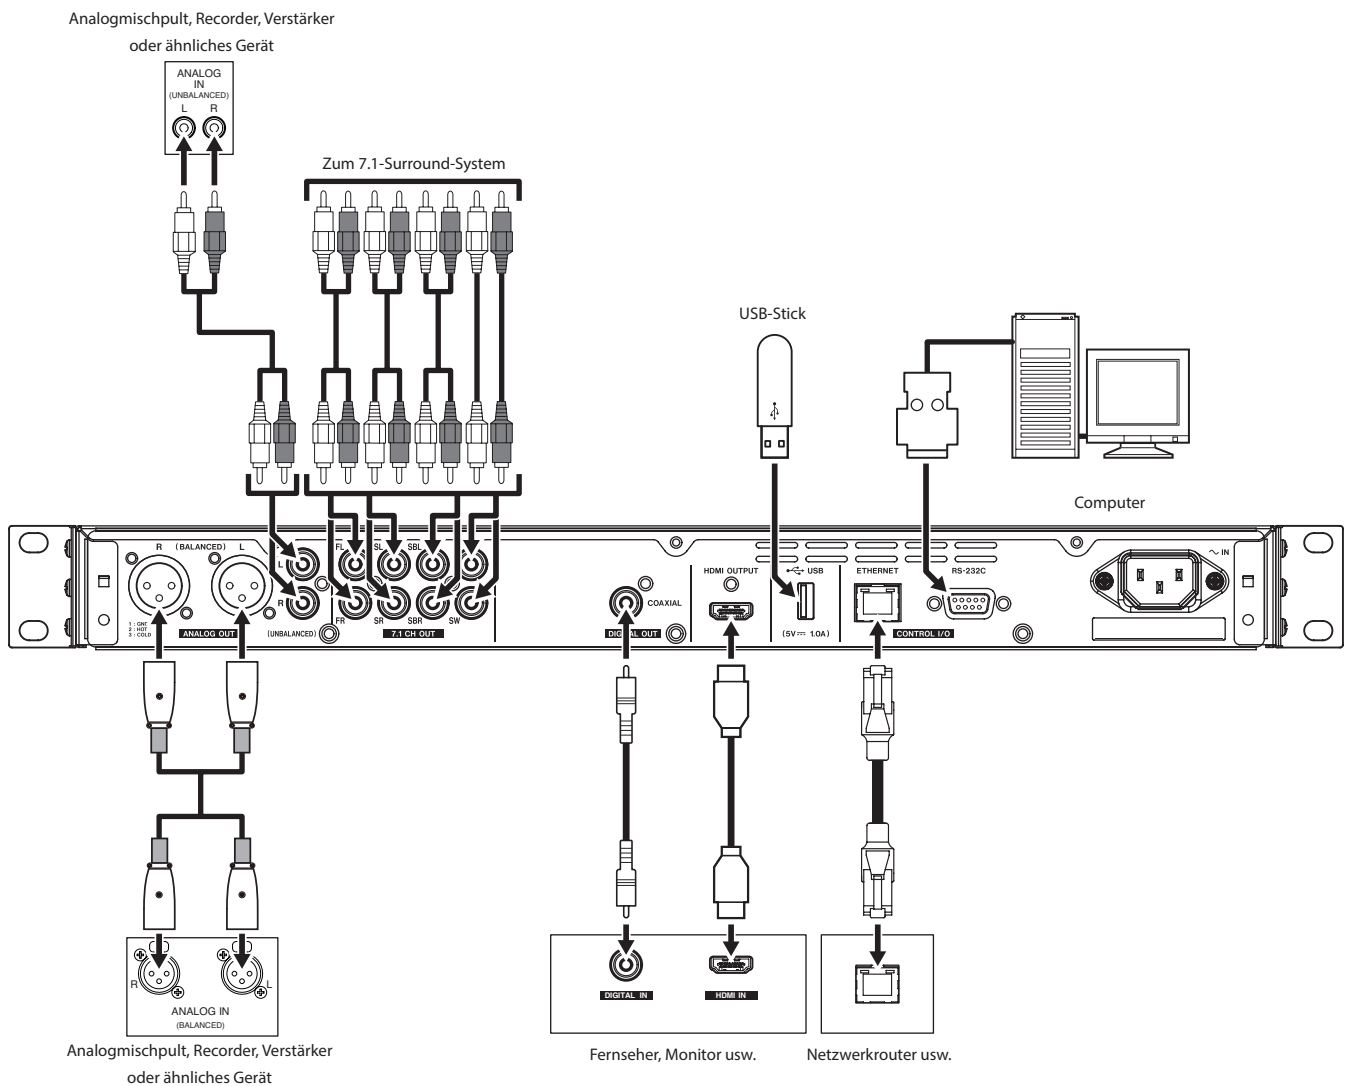 Analogmischpult, Recorder, Verstärker
oder ähnliches Gerät
ANALOG
IN
(UNBALANCED)
L R
Zum 7.1-Surround-System
USB-Stick
Computer
R (BALANCED) L
L
R
1 : GND
2 : HOT
3 : COLD
ANALOG OUT
(UNBALANCED)
FL SL SBL
FR SR SBR SW
7.1 CH OUT
COAXIAL
DIGITAL OUT
HDMI OUTPUT
USB
(5V 1.0A)
ETHERNET
RS-232C
CONTROL I/O
~ IN
R L
ANALOG IN
(BALANCED)
Analogmischpult, Recorder, Verstärker
oder ähnliches Gerät
DIGITAL IN
HDMI IN
Fernseher, Monitor usw.
Netzwerkrouter usw.